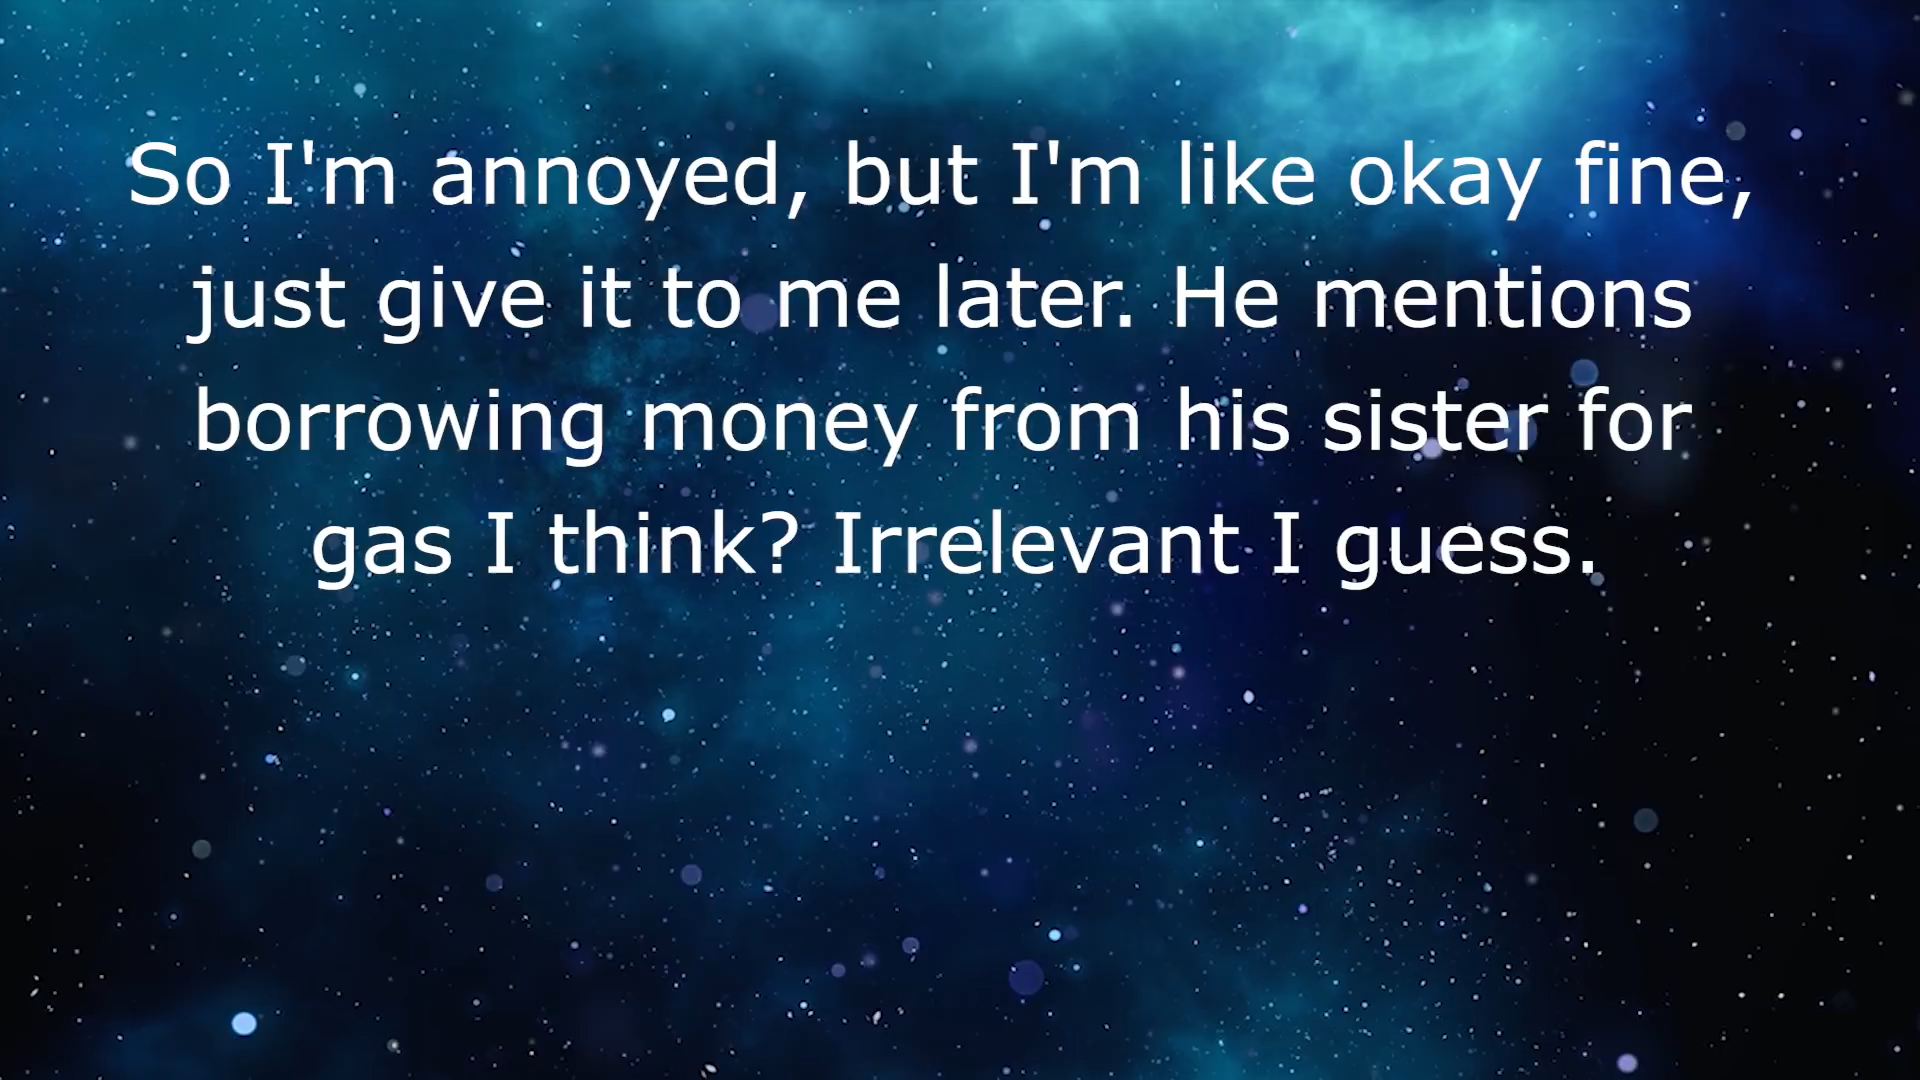 So I'm annoyed, but I'm like okay fine,
just give it to me later. He mentions
borrowing money from his sister for
gas I think? Irrelevant I guess.